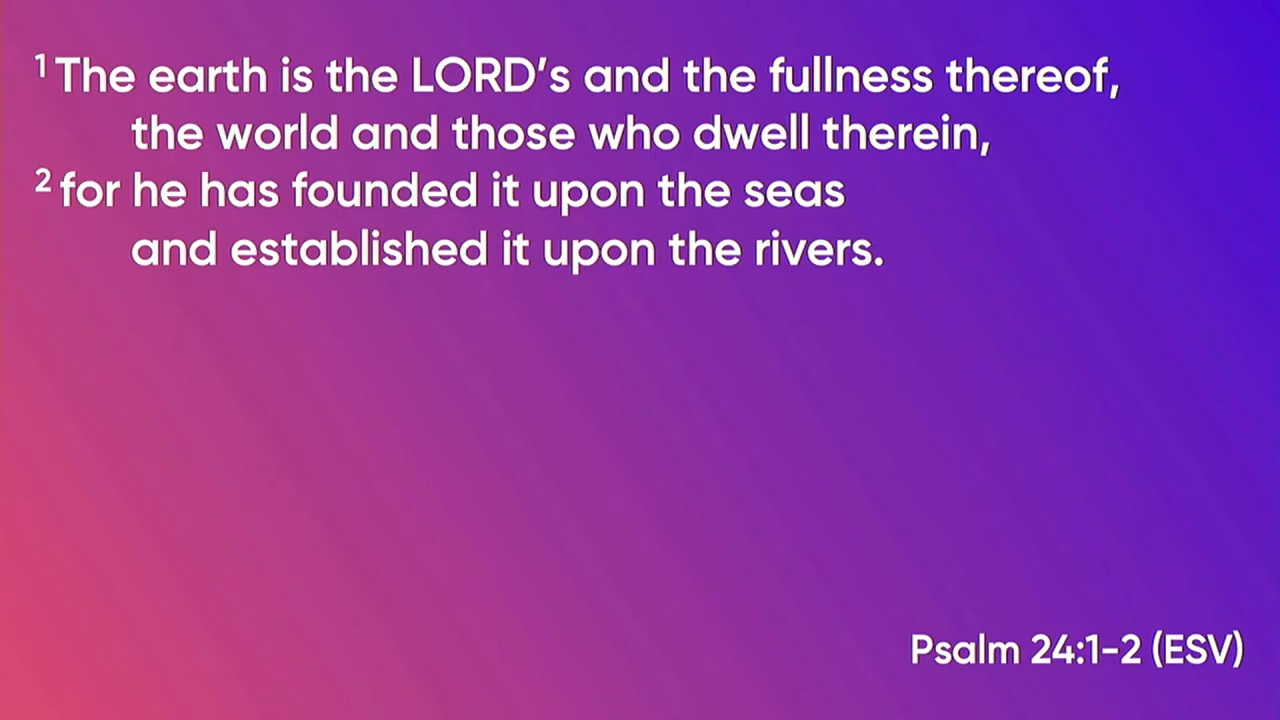 1 The earth is the LORD's and the fullness thereof,
the world and those who dwell therein,
2 for he has founded it upon the seas
and established it upon the rivers.
Psalm 24:1-2 (ESV)